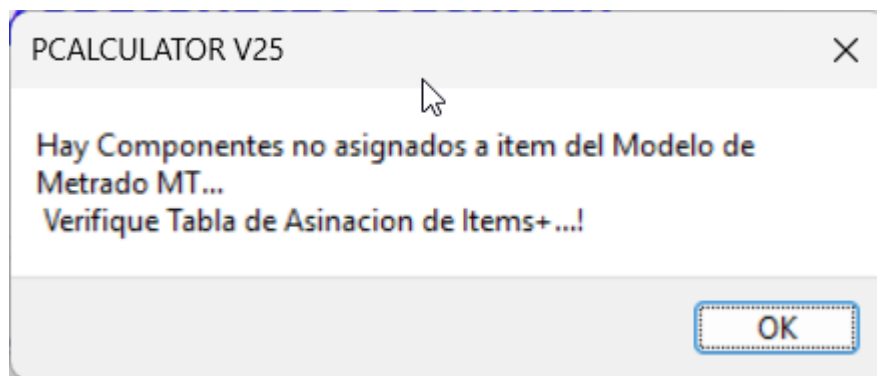 PCALCULATOR V25
Hay Componentes no asignados a item del Modelo de
Metrado MT...
Verifique Tabla de Asinacion de Items+...!
OK